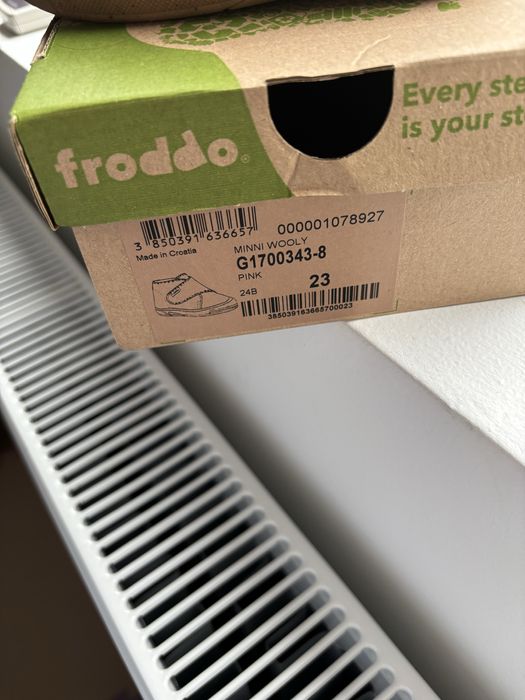 Every ste
is your st
froddo®
3 850391 636657
000001078927
Made in Croatia
MINNI WOOLY
G1700343-8
PINK
24B
23
385039163665700023